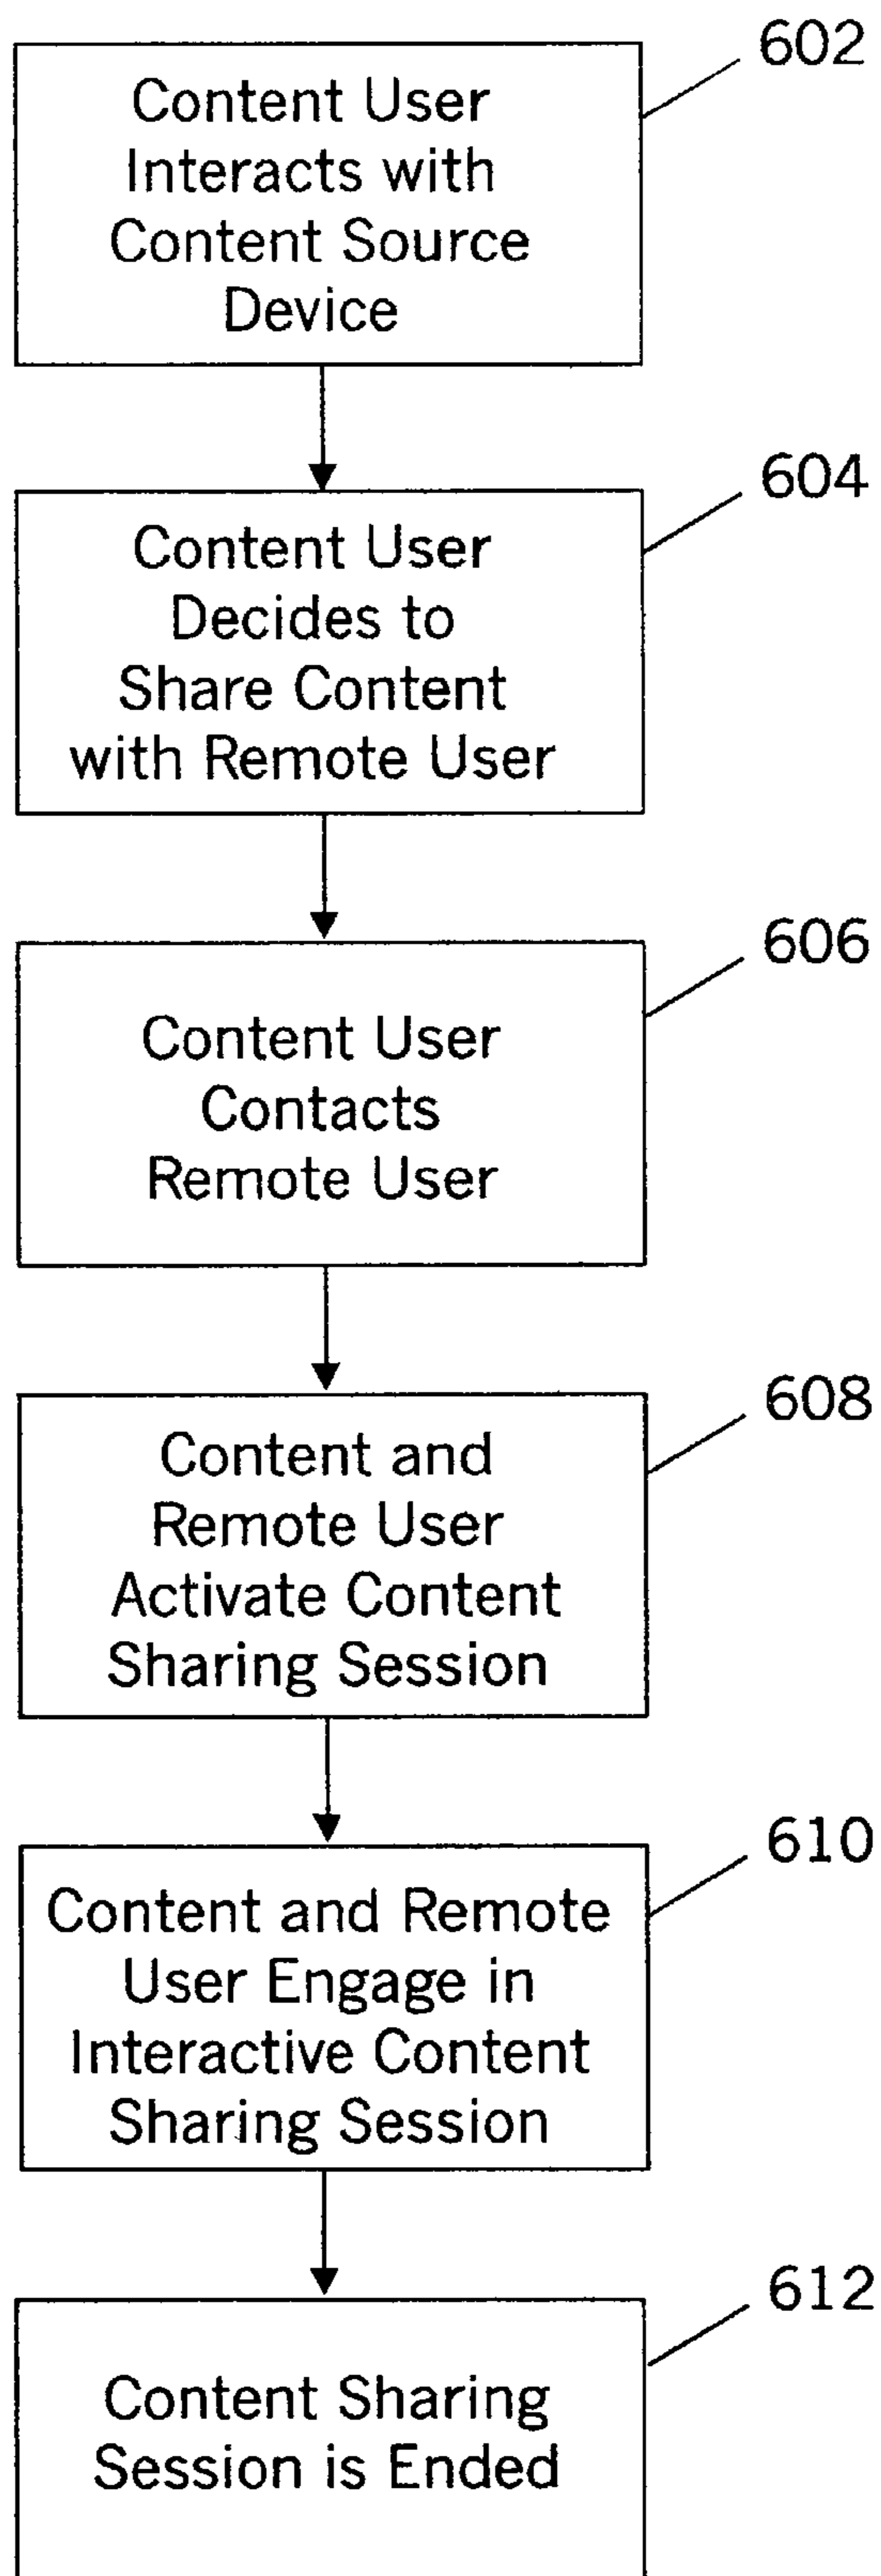 602
Content User
Interacts with
Content Source
Device
604
Content User
Decides to
Share Content
with Remote User
606
Content User
Contacts
Remote User
608
Content and
Remote User
Activate Content
Sharing Session
610
Content and Remote
User Engage in
Interactive Content
Sharing Session
612
Content Sharing
Session is Ended